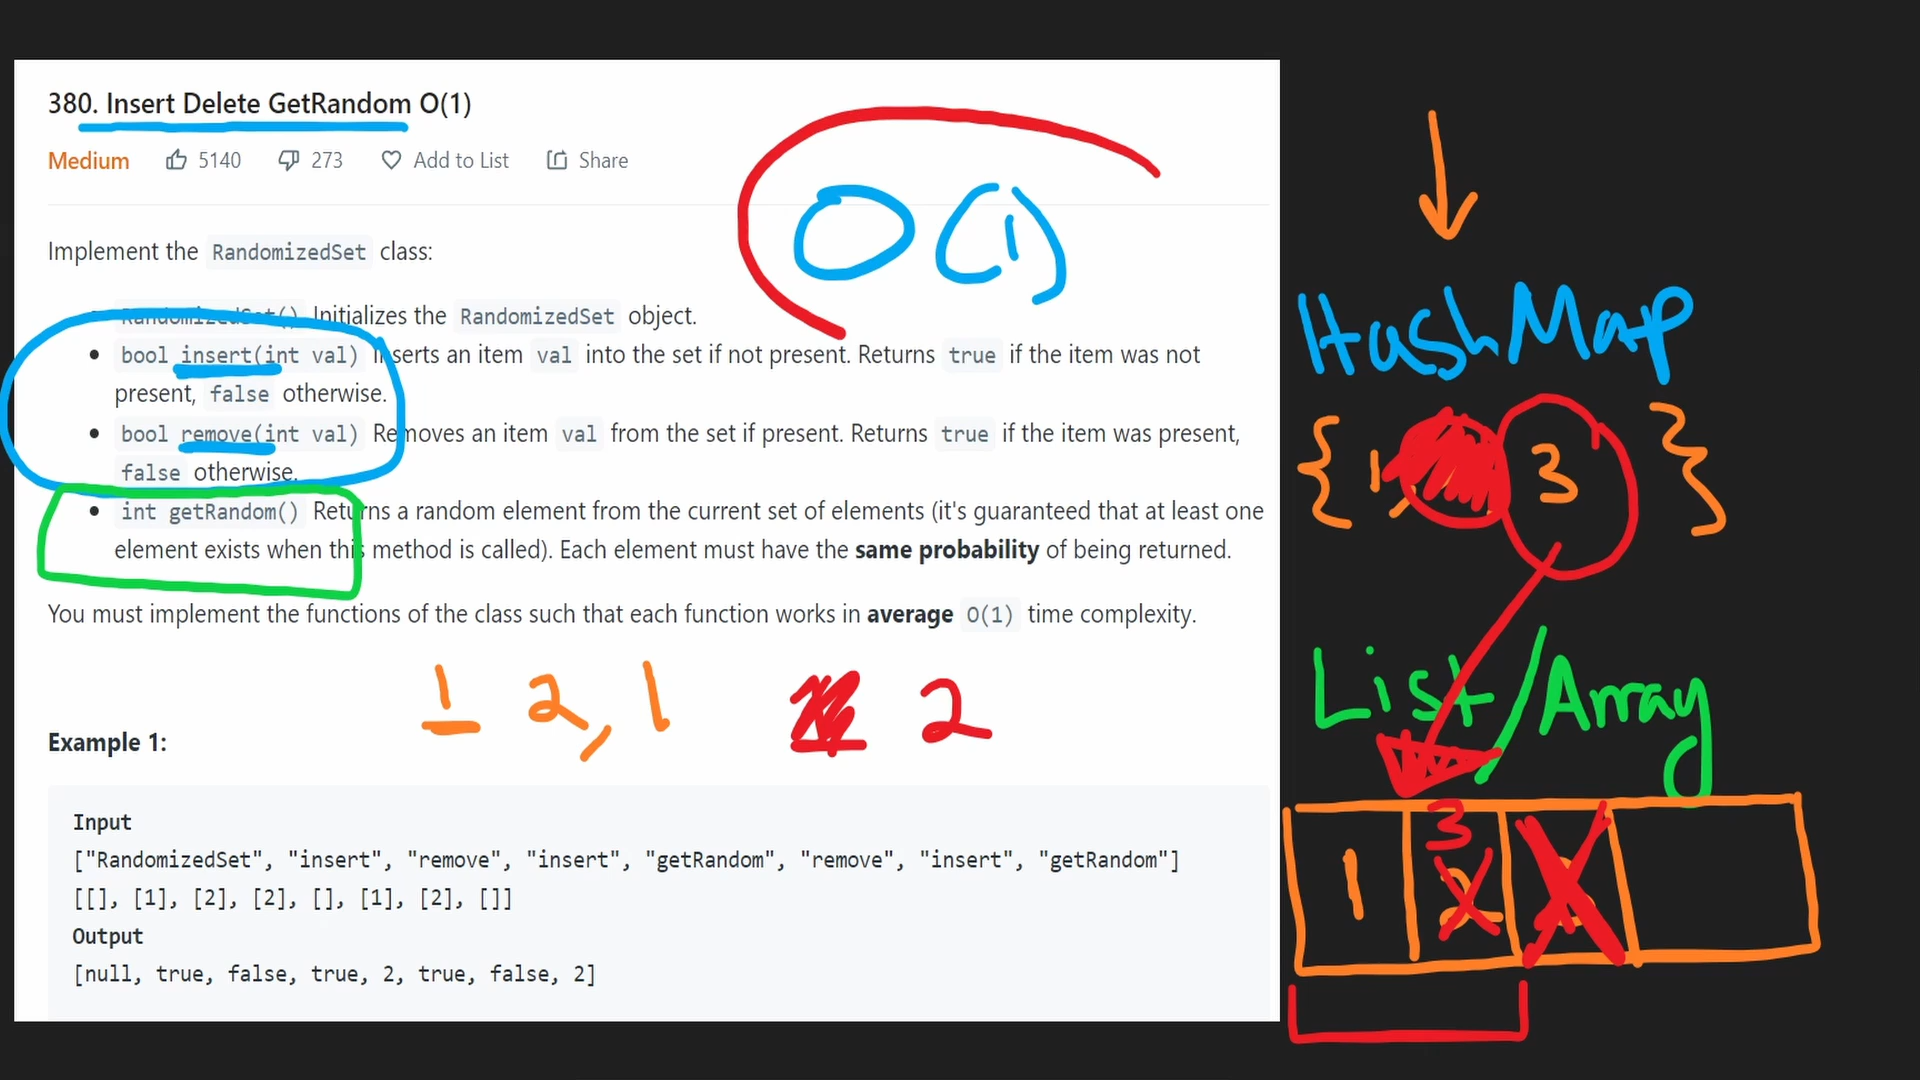 380. Insert Delete GetRandom O(1)
Medium 5140 273 Add to List Share
O(1)
Implement the RandomizedSet class:
RandomizedSet() Initializes the RandomizedSet object.
bool insert(int val) Inserts an item val into the set if not present. Returns true if the item was not
present, false otherwise.
bool remove(int val) Removes an item val from the set if present. Returns true if the item was present,
false otherwise.
int getRandom() Returns a random element from the current set of elements (it's guaranteed that at least one
element exists when this method is called). Each element must have the same probability of being returned.
You must implement the functions of the class such that each function works in average O(1) time complexity.
1 2, 1 2
Example 1:
Input
["RandomizedSet", "insert", "remove", "insert", "getRandom", "remove", "insert", "getRandom"]
[[], [1], [2], [2], [], [1], [2], []]
Output
[null, true, false, true, 2, true, false, 2]
HashMap
{ 1, 3 }
List/Array
3
1 2